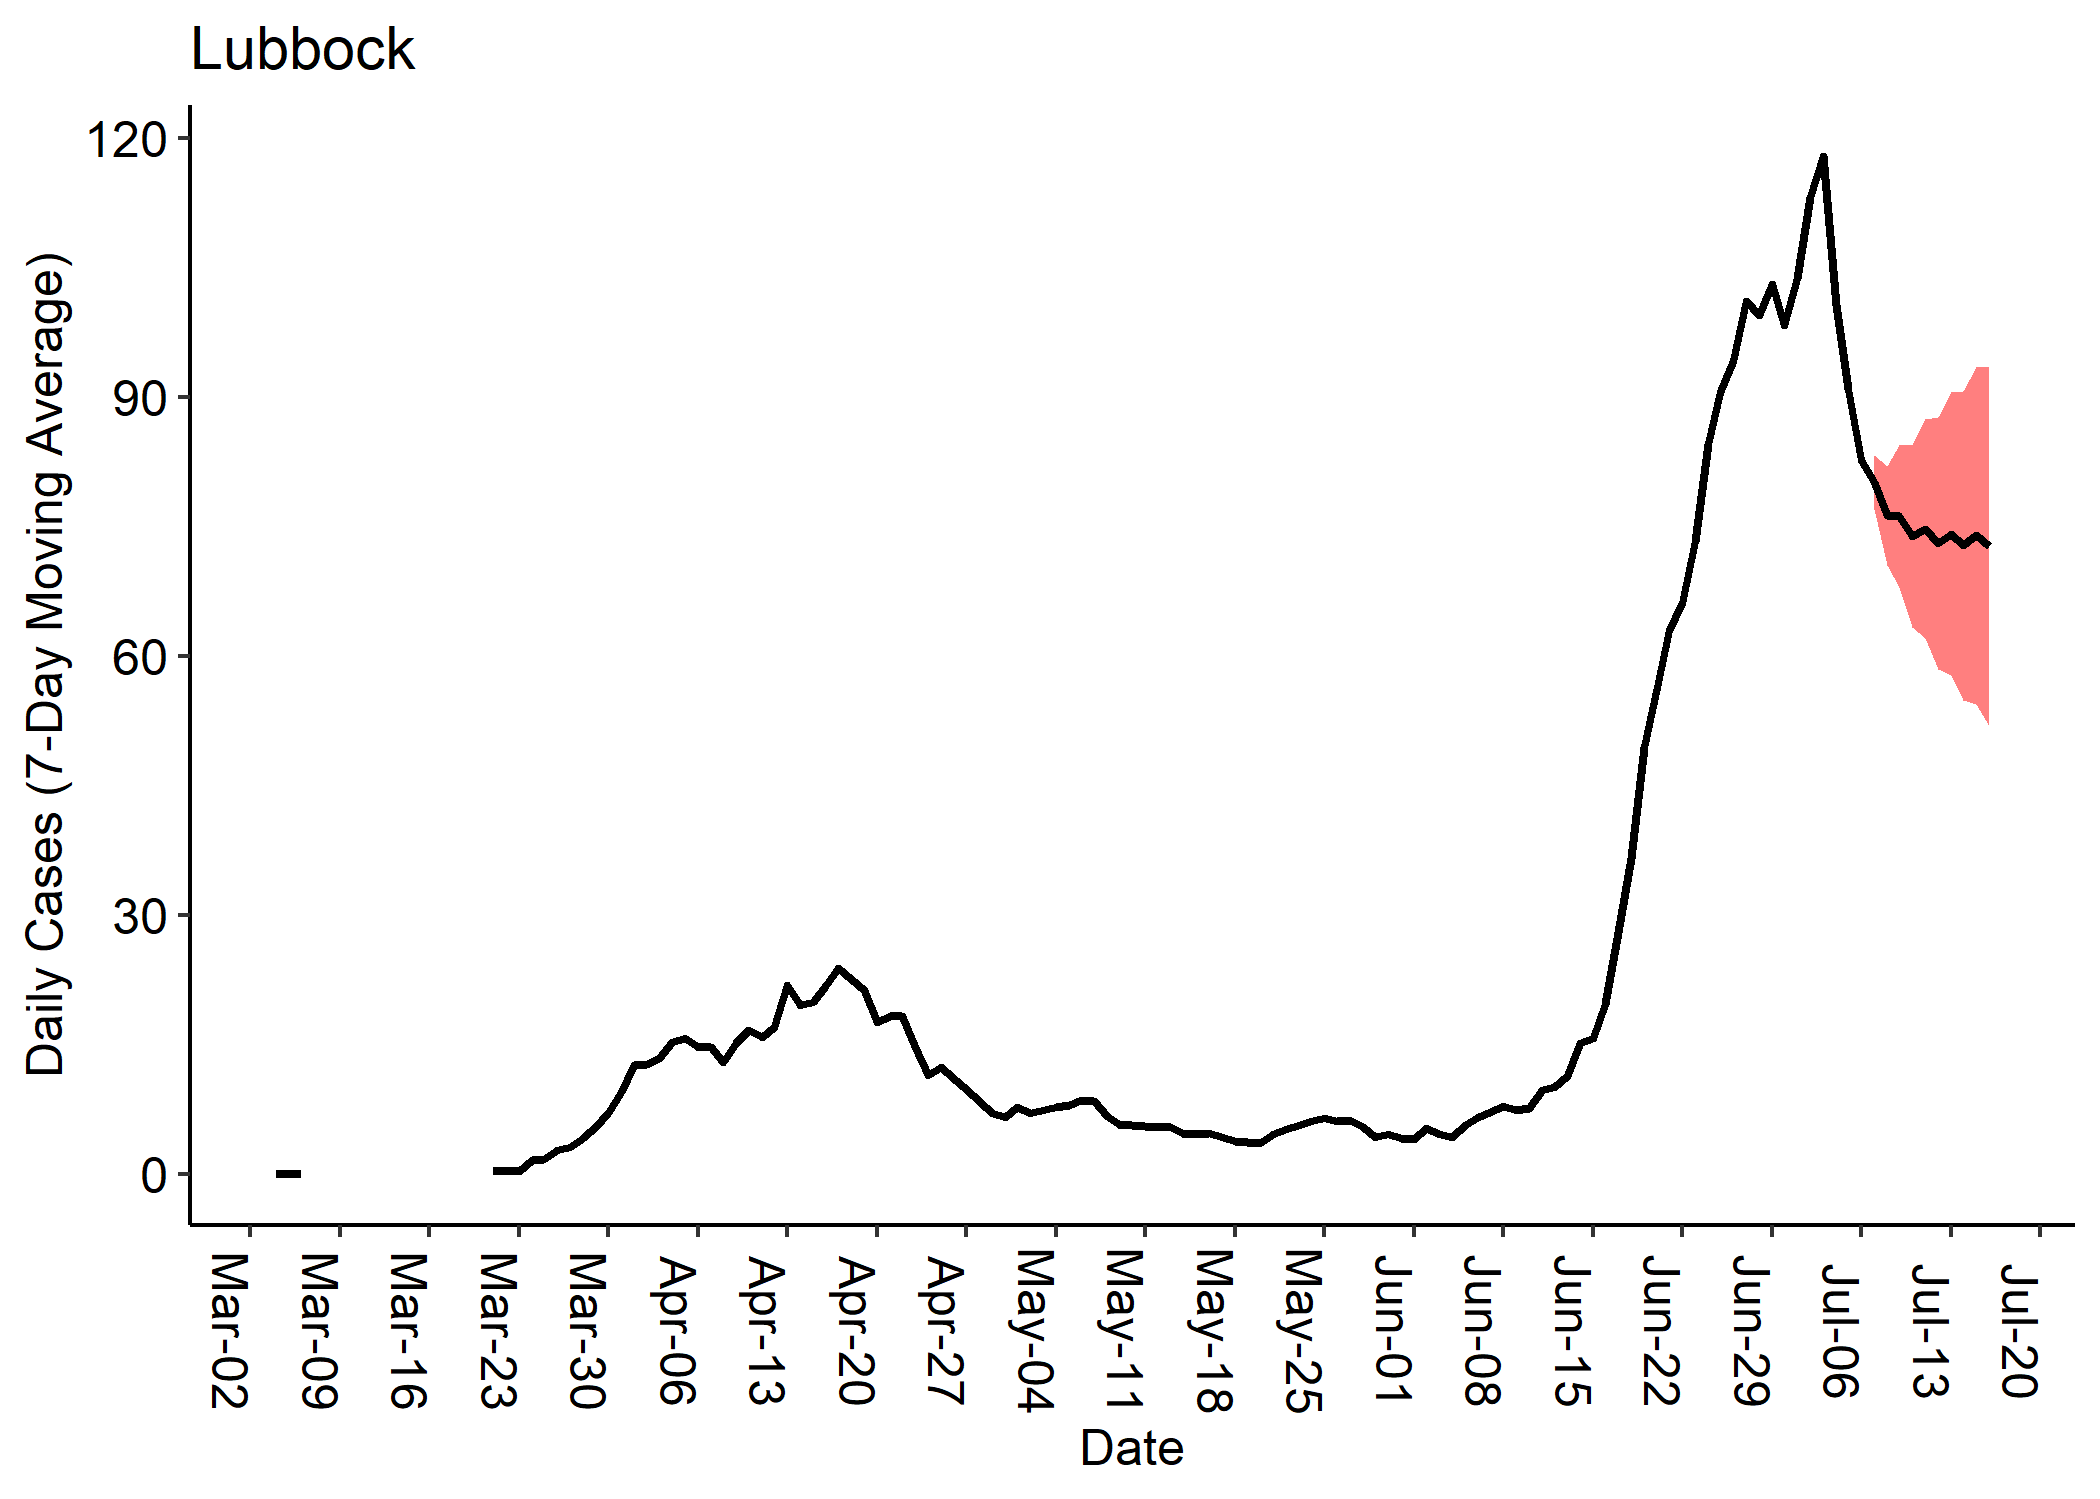 Lubbock
Daily Cases (7-Day Moving Average)
120
90
60
30
0
Mar-02
Mar-09
Mar-16
Mar-23
Mar-30
Apr-06
Apr-13
Apr-20
Apr-27
May-04
May-11
May-18
May-25
Jun-01
Jun-08
Jun-15
Jun-22
Jun-29
Jul-06
Jul-13
Jul-20
Date